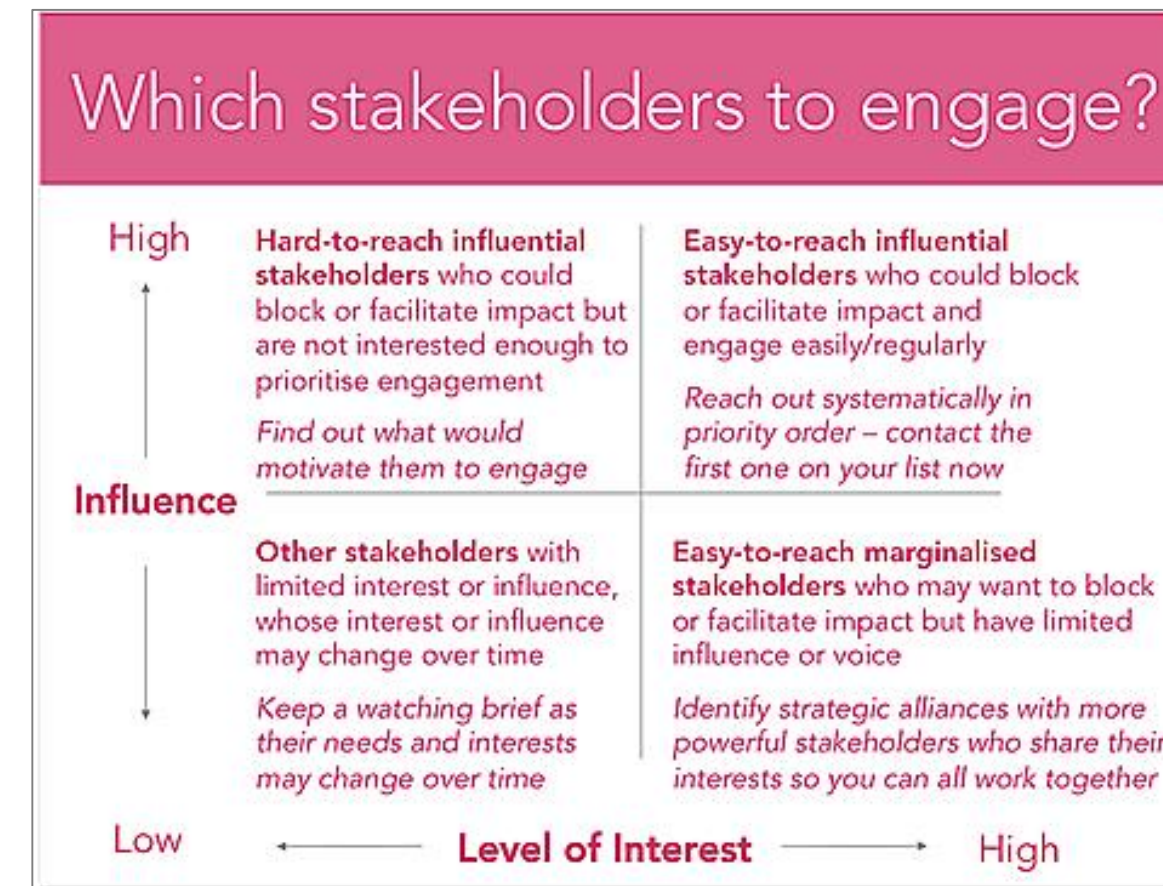 Which stakeholders to engage?
High
Hard-to-reach influential
stakeholders who could
block or facilitate impact but
are not interested enough to
prioritise engagement
Find out what would
motivate them to engage
Easy-to-reach influential
stakeholders who could block
or facilitate impact and
engage easily/regularly
Reach out systematically in
priority order – contact the
first one on your list now
Influence
Other stakeholders with
limited interest or influence,
whose interest or influence
may change over time
Keep a watching brief as
their needs and interests
may change over time
Easy-to-reach marginalised
stakeholders who may want to block
or facilitate impact but have limited
influence or voice
Identify strategic alliances with more
powerful stakeholders who share their
interests so you can all work together
Low
Level of Interest
High